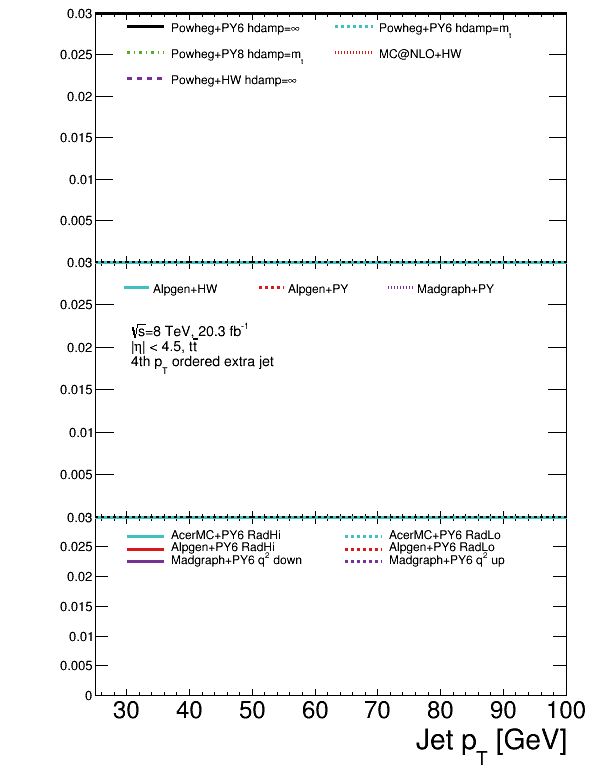 0.03
Powheg+PY6 hdamp=∞ Powheg+PY6 hdamp=m_t
Powheg+PY8 hdamp=m_t MC@NLO+HW
0.025
Powheg+HW hdamp=∞
0.02
0.015
0.01
0.005
0.03
Alpgen+HW Alpgen+PY Madgraph+PY
0.025
√s=8 TeV, 20.3 fb⁻¹
0.02
|η| < 4.5, tt̄
4th p_T ordered extra jet
0.015
0.01
0.005
0.03
AcerMC+PY6 RadHi AcerMC+PY6 RadLo
0.025
Alpgen+PY6 RadHi Alpgen+PY6 RadLo
Madgraph+PY6 q² down Madgraph+PY6 q² up
0.02
0.015
0.01
0.005
0
30 40 50 60 70 80 90 100
Jet p_T [GeV]